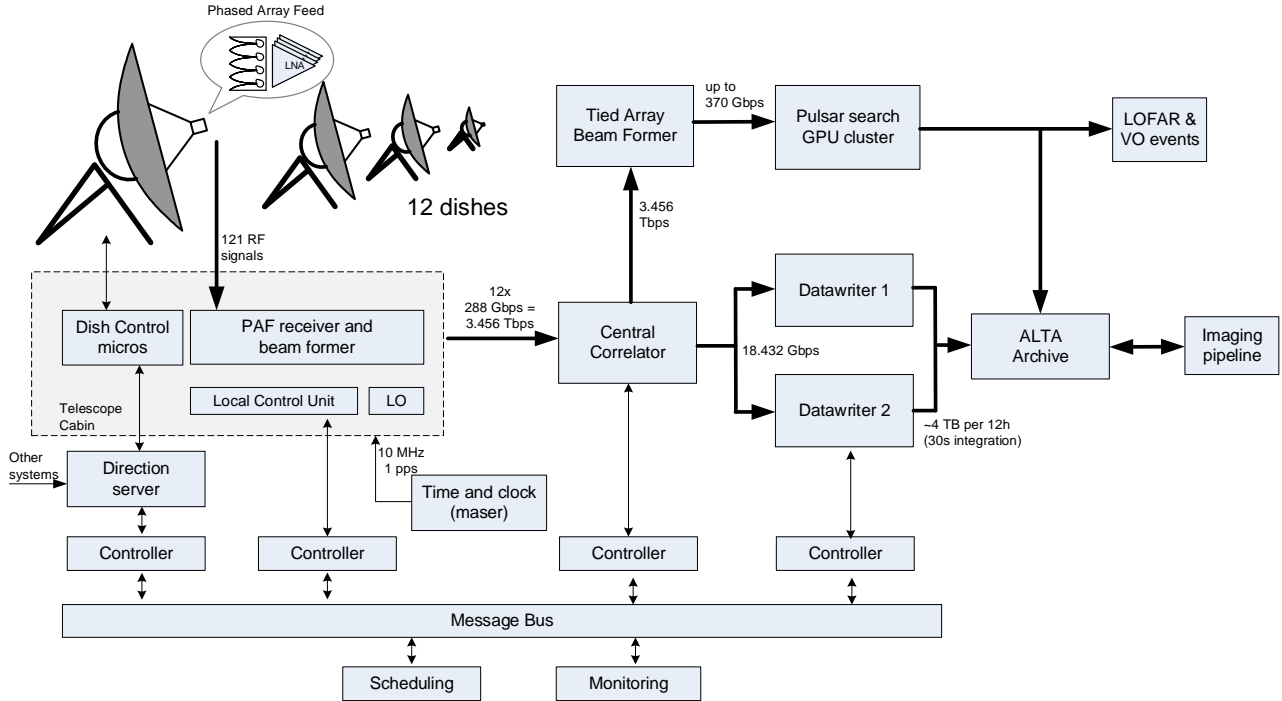 Phased Array Feed
LNA
12 dishes
121 RF
signals
up to
370 Gbps
Tied Array
Beam Former
Pulsar search
GPU cluster
LOFAR &
VO events
3.456
Tbps
12x
288 Gbps =
3.456 Tbps
Dish Control
micros
PAF receiver and
beam former
Local Control Unit
LO
Telescope
Cabin
Central
Correlator
18.432 Gbps
Datawriter 1
Datawriter 2
ALTA
Archive
Imaging
pipeline
~4 TB per 12h
(30s integration)
Other
systems
Direction
server
10 MHz
1 pps
Time and clock
(maser)
Controller
Controller
Controller
Controller
Message Bus
Scheduling
Monitoring